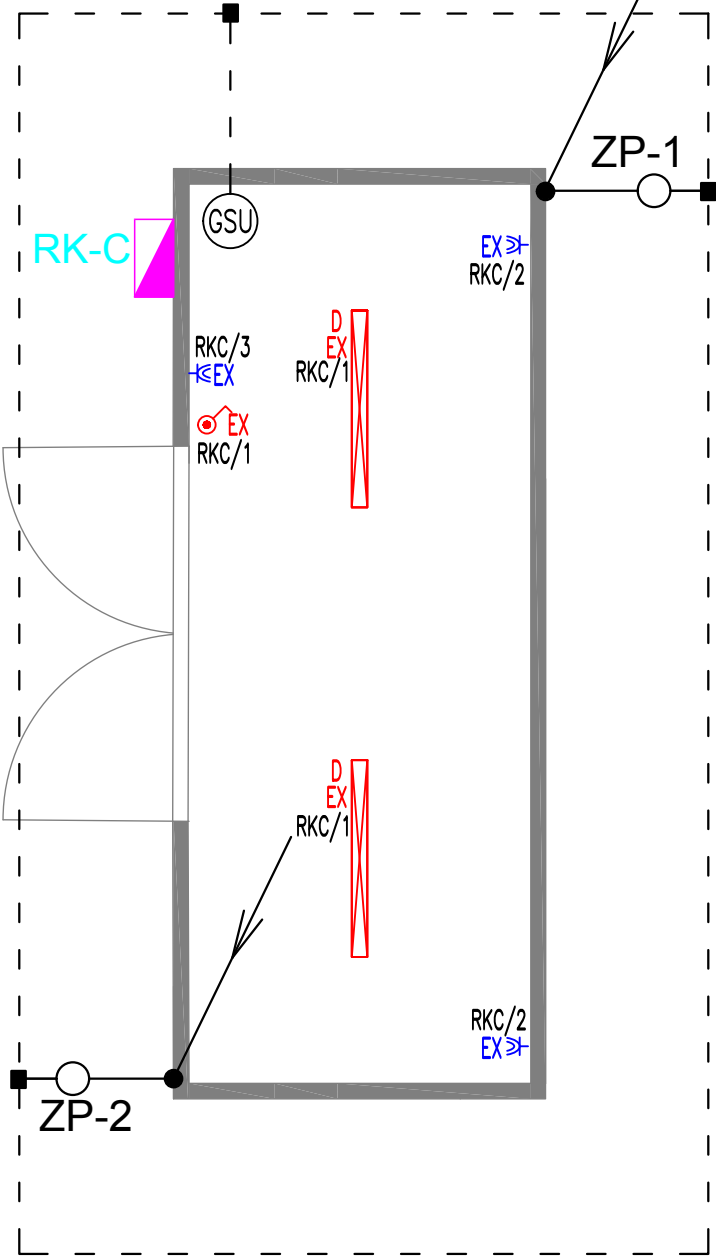 ZP-1
GSU
RK-C
EX
RKC/2
D
EX
RKC/1
RKC/3
EX
EX
RKC/1
D
EX
RKC/1
RKC/2
EX
ZP-2